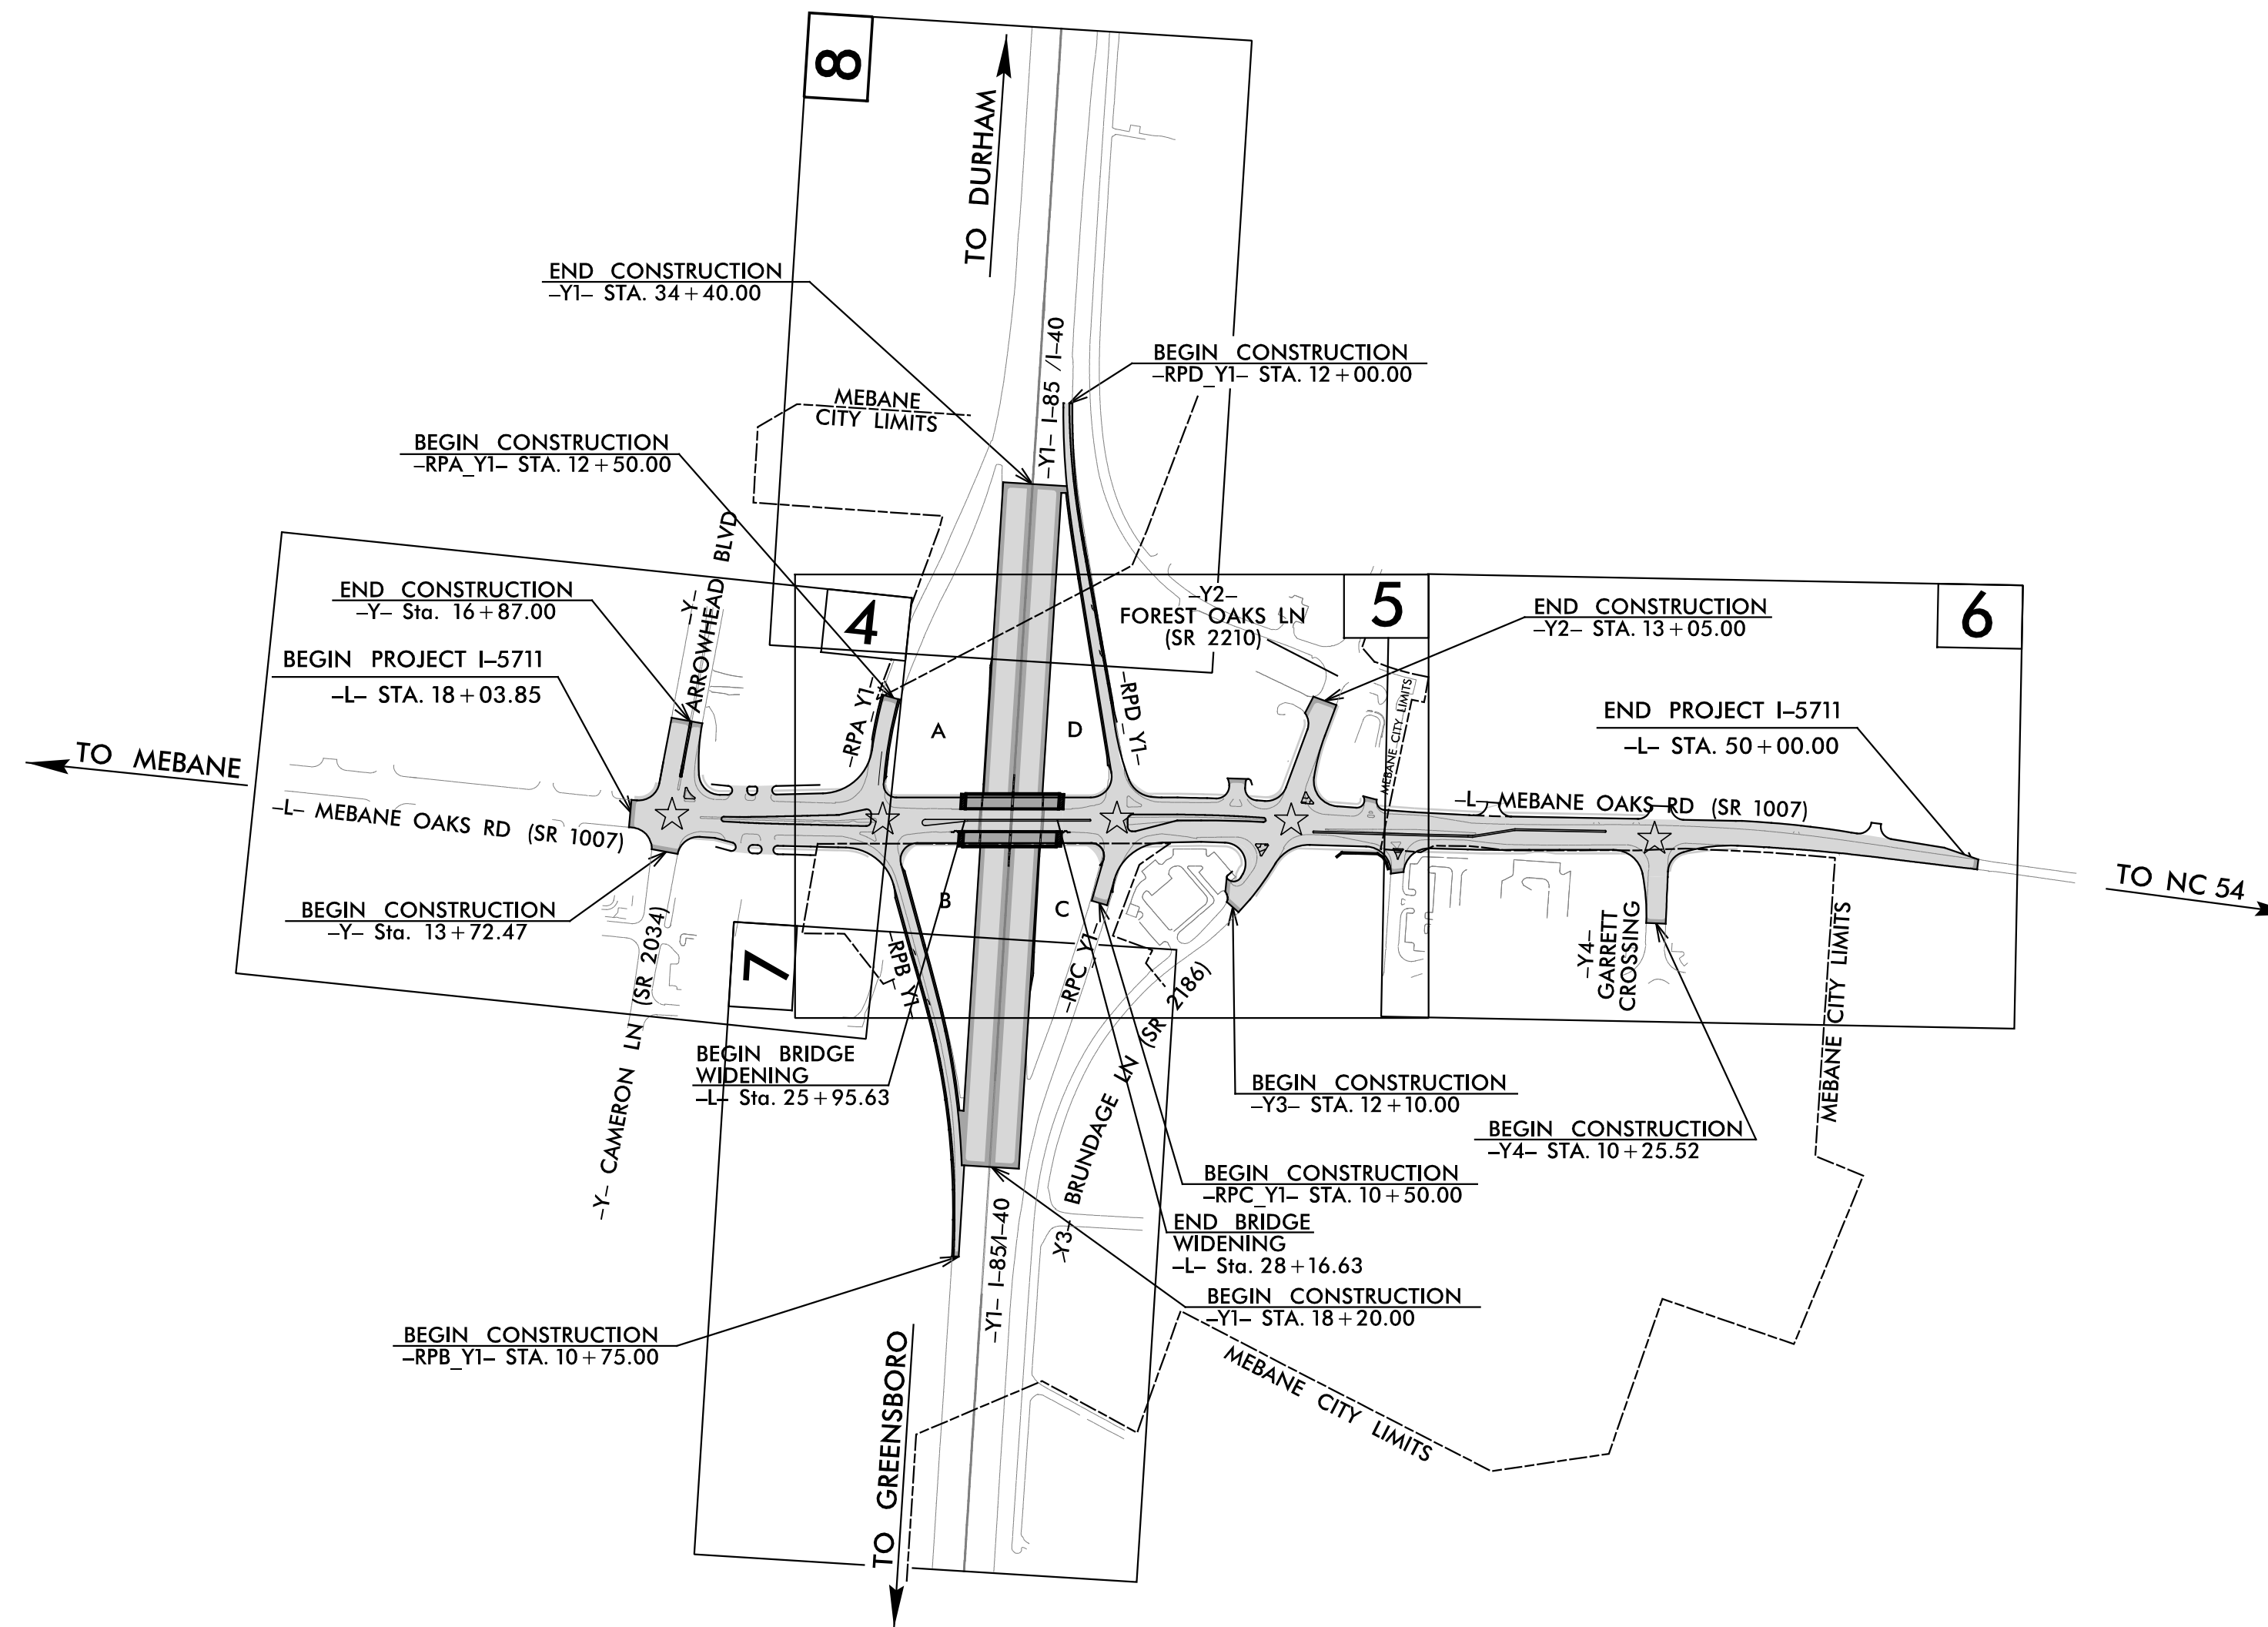 8
TO DURHAM
END CONSTRUCTION
-Y1- STA. 34+40.00
-Y1- I-85 /I-40
BEGIN CONSTRUCTION
-RPD_Y1- STA. 12+00.00
MEBANE
CITY LIMITS
BEGIN CONSTRUCTION
-RPA_Y1- STA. 12+50.00
-Y-
ARROWHEAD BLVD
END CONSTRUCTION
-Y- Sta. 16+87.00
4
-Y2-
FOREST OAKS LN
(SR 2210)
5
END CONSTRUCTION
-Y2- STA. 13+05.00
6
BEGIN PROJECT I-5711
-L- STA. 18+03.85
-RPA_Y1-
A
D
-RPD_Y1-
MEBANE CITY LIMITS
END PROJECT I-5711
-L- STA. 50+00.00
TO MEBANE
-L- MEBANE OAKS RD (SR 1007)
-L- MEBANE OAKS RD (SR 1007)
TO NC 54
BEGIN CONSTRUCTION
-Y- Sta. 13+72.47
B
C
7
-RPB_Y1-
-RPC_Y1-
-Y4-
GARRETT
CROSSING
MEBANE CITY LIMITS
-Y- CAMERON LN (SR 2034)
BEGIN BRIDGE
WIDENING
-L- Sta. 25+95.63
-Y3- BRUNDAGE LN (SR 2186)
BEGIN CONSTRUCTION
-Y3- STA. 12+10.00
BEGIN CONSTRUCTION
-Y4- STA. 10+25.52
BEGIN CONSTRUCTION
-RPC_Y1- STA. 10+50.00
END BRIDGE
WIDENING
-L- Sta. 28+16.63
-Y1- I-85/I-40
BEGIN CONSTRUCTION
-Y1- STA. 18+20.00
BEGIN CONSTRUCTION
-RPB_Y1- STA. 10+75.00
MEBANE CITY LIMITS
TO GREENSBORO